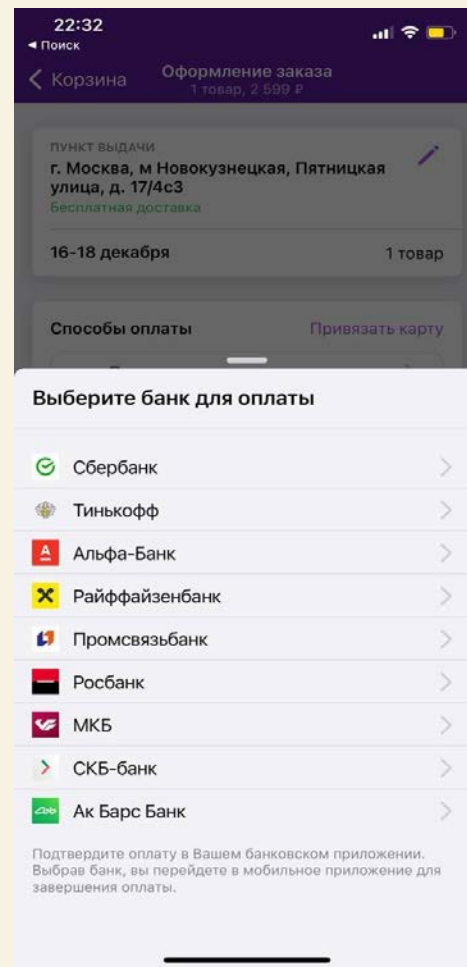 22:32
Поиск
Корзина
Оформление заказа
1 товар, 2 599 ₽
ПУНКТ ВЫДАЧИ
г. Москва, м Новокузнецкая, Пятницкая
улица, д. 17/4с3
Бесплатная доставка
16-18 декабря
1 товар
Способы оплаты
Привязать карту
Выберите банк для оплаты
Сбербанк
Тинькофф
Альфа-Банк
Райффайзенбанк
Промсвязьбанк
Росбанк
МКБ
СКБ-банк
Ак Барс Банк
Подтвердите оплату в Вашем банковском приложении.
Выбрав банк, вы перейдете в мобильное приложение для
завершения оплаты.